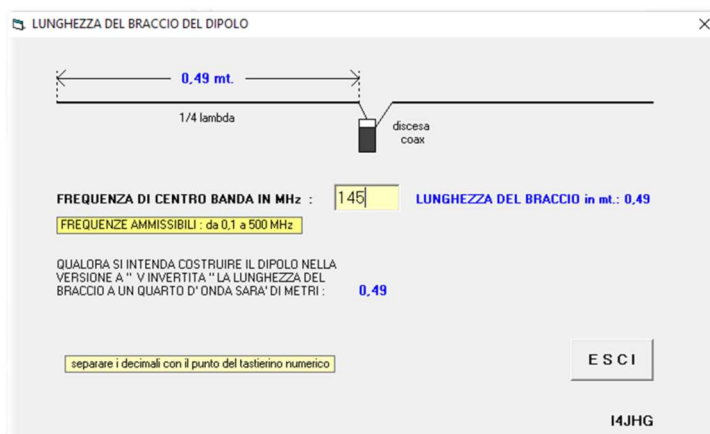 LUNGHEZZA DEL BRACCIO DEL DIPOLO
0,49 mt.
1/4 lambda
discesa
coax
FREQUENZA DI CENTRO BANDA IN MHz : 145 LUNGHEZZA DEL BRACCIO in mt.: 0,49
FREQUENZE AMMISSIBILI : da 0,1 a 500 MHz
QUALORA SI INTENDA COSTRUIRE IL DIPOLO NELLA
VERSIONE A " V INVERTITA " LA LUNGHEZZA DEL
BRACCIO A UN QUARTO D' ONDA SARA' DI METRI : 0,49
separare i decimali con il punto del tastierino numerico
E S C I
I4JHG